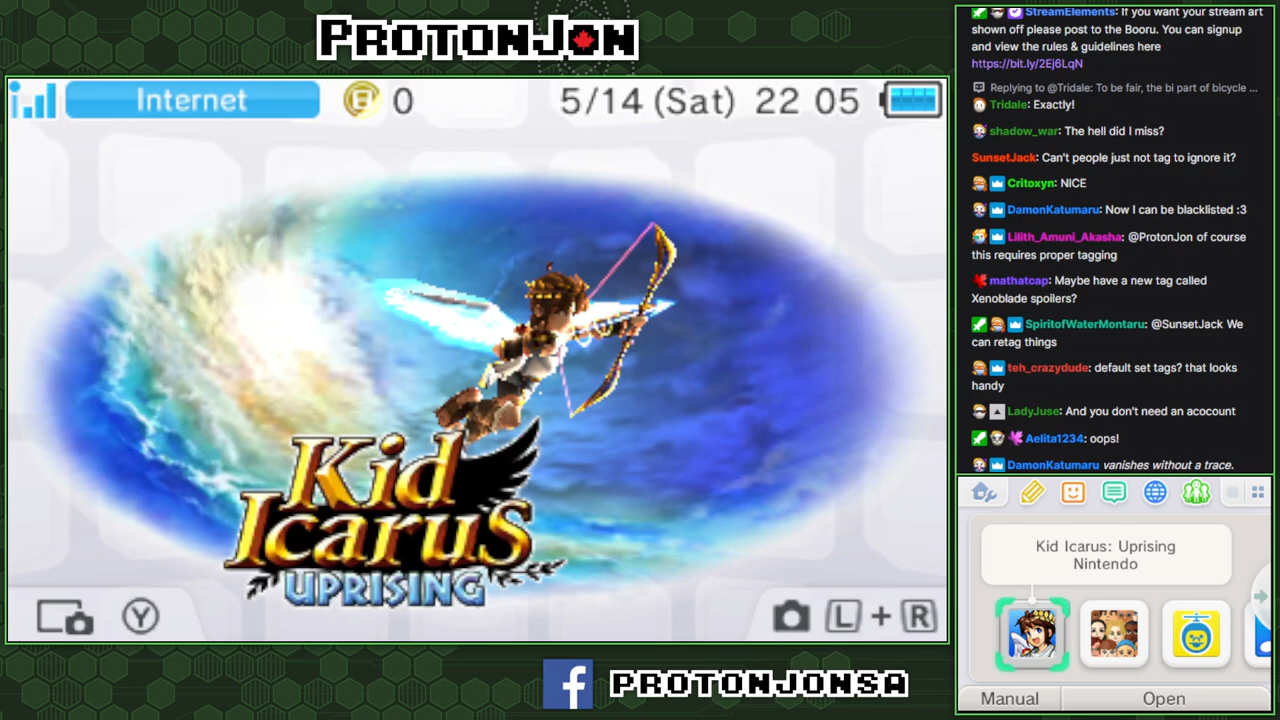 PROTONJON
Internet
0
5/14 (Sat) 22 05
Kid
Icarus
UPRISING
Y
L + R
PROTONJONSA
StreamElements: If you want your stream art
shown off please post to the Booru. You can signup
and view the rules & guidelines here
https://bit.ly/2Ej6LqN
Replying to @Tridale: To be fair, the bi part of bicycle ...
Tridale: Exactly!
shadow_war: The hell did I miss?
SunsetJack: Can't people just not tag to ignore it?
Critoxyn: NICE
DamonKatumaru: Now I can be blacklisted :3
Lilith_Amuni_Akasha: @ProtonJon of course
this requires proper tagging
mathatcap: Maybe have a new tag called
Xenoblade spoilers?
SpiritofWaterMontaru: @SunsetJack We
can retag things
teh_crazydude: default set tags? that looks
handy
LadyJuse: And you don't need an acocount
Aelita1234: oops!
DamonKatumaru vanishes without a trace.
Kid Icarus: Uprising
Nintendo
Manual
Open